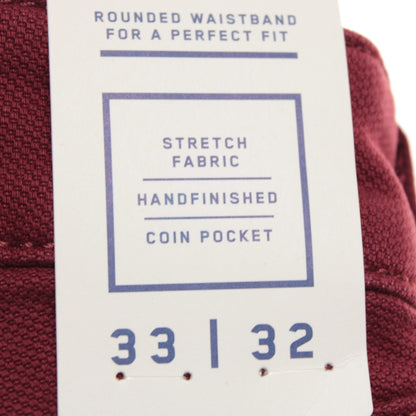 ROUNDED WAISTBAND
FOR A PERFECT FIT
STRETCH
FABRIC
HANDFINISHED
COIN POCKET
33 | 32